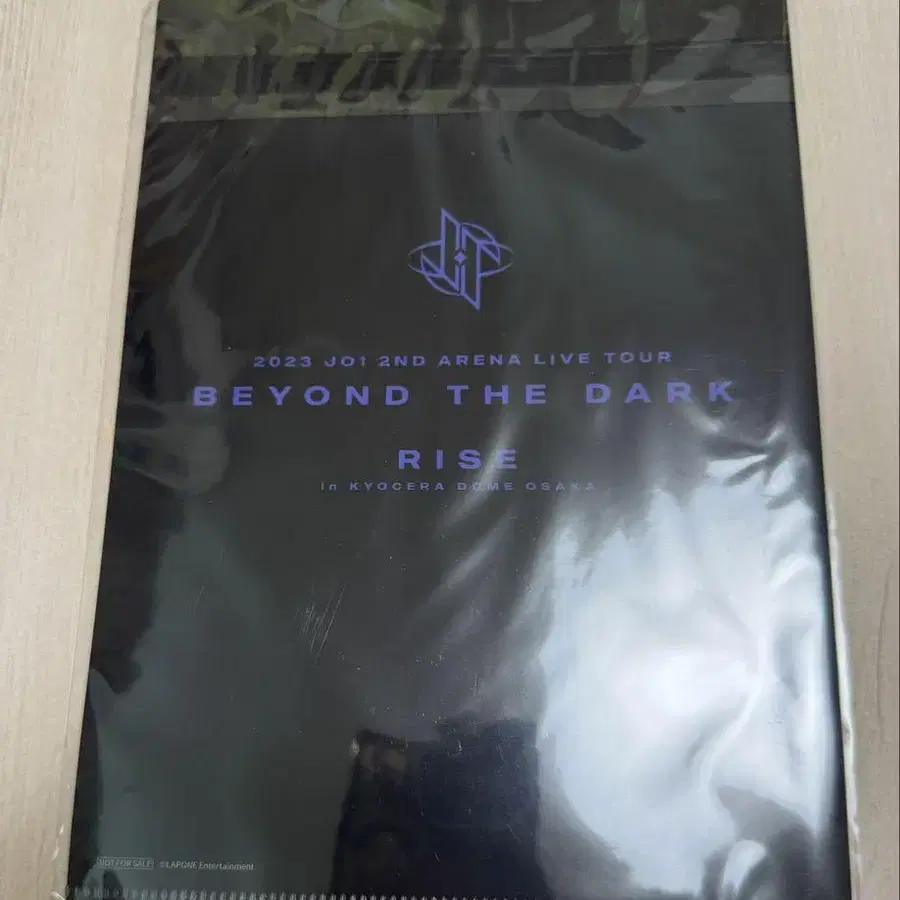 2023 JO1 2ND ARENA LIVE TOUR
BEYOND THE DARK
RISE
in KYOCERA DOME OSAKA
NOT FOR SALE ©LAPONE Entertainment